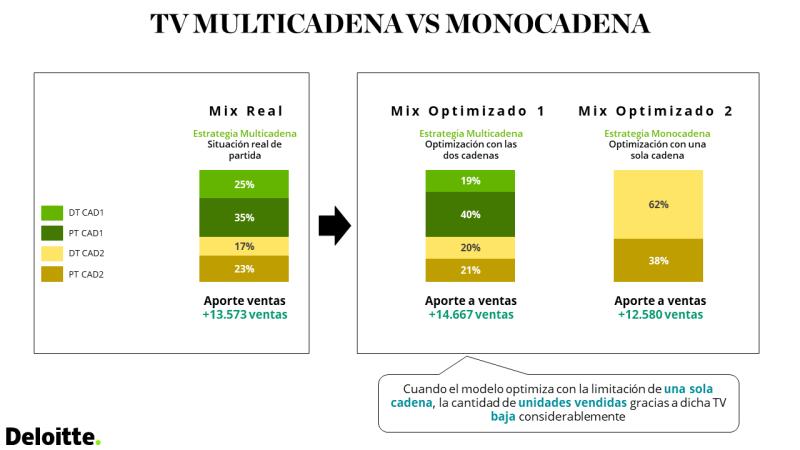 TV MULTICADENA VS MONOCADENA
Mix Real
Estrategia Multicadena
Situación real de
partida
25%
35%
17%
23%
DT CAD1
PT CAD1
DT CAD2
PT CAD2
Aporte ventas
+13.573 ventas
Mix Optimizado 1
Estrategia Multicadena
Optimización con las
dos cadenas
19%
40%
20%
21%
Aporte a ventas
+14.667 ventas
Mix Optimizado 2
Estrategia Monocadena
Optimización con una
sola cadena
62%
38%
Aporte a ventas
+12.580 ventas
Cuando el modelo optimiza con la limitación de una sola
cadena, la cantidad de unidades vendidas gracias a dicha TV
baja considerablemente
Deloitte.